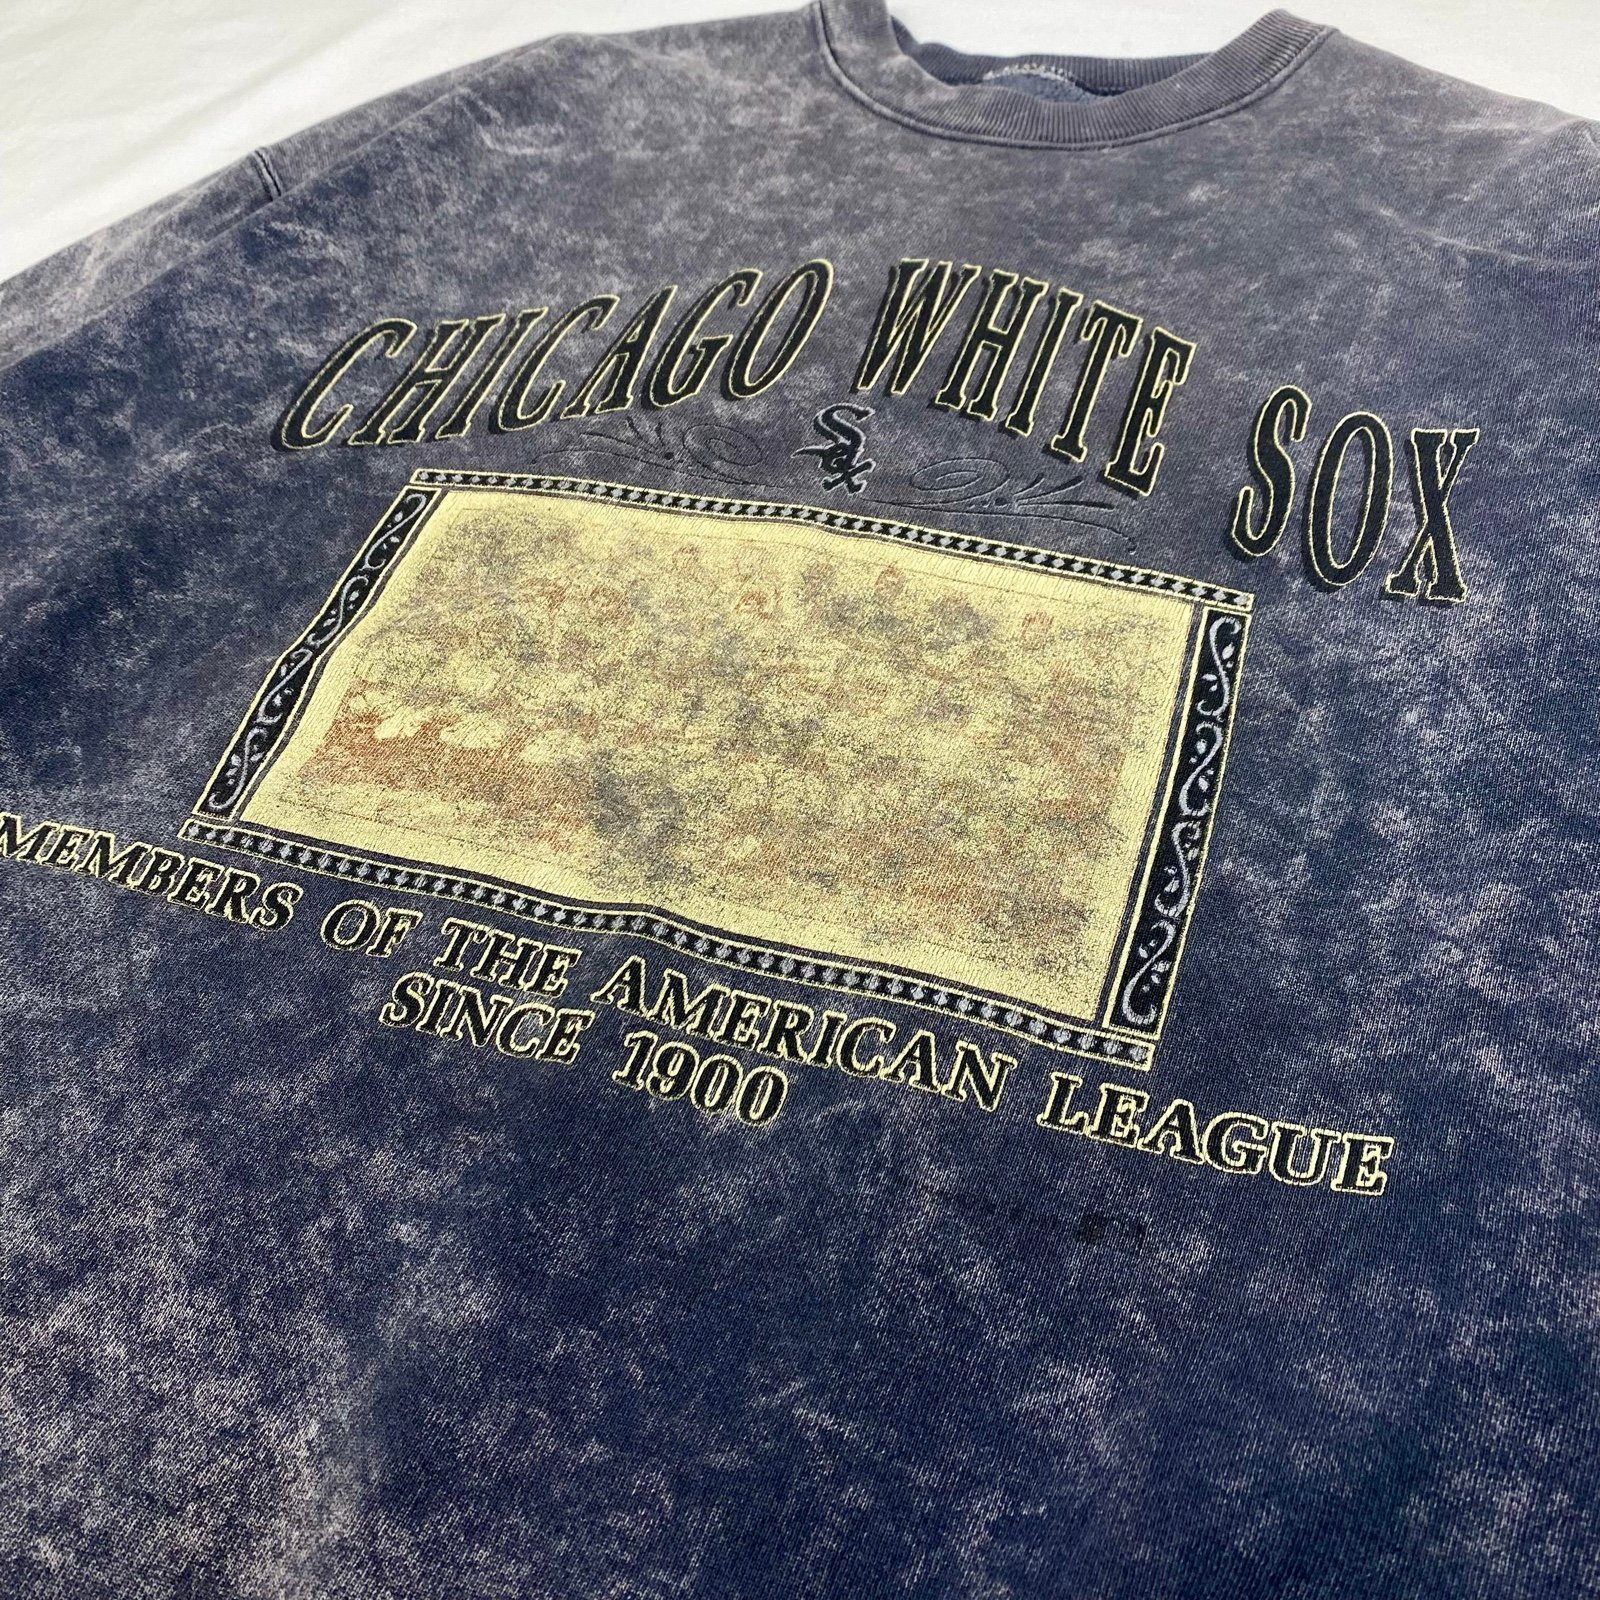 CHICAGO WHITE SOX
Sox
MEMBERS OF THE AMERICAN LEAGUE
SINCE 1900